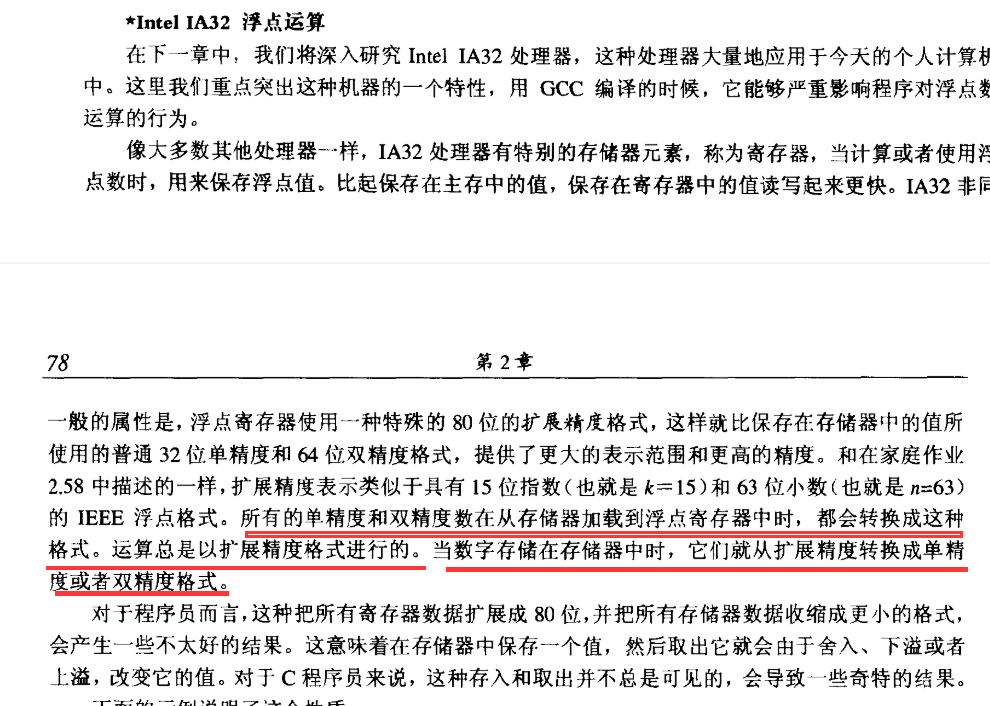 *Intel IA32 浮点运算
在下一章中，我们将深入研究 Intel IA32 处理器，这种处理器大量地应用于今天的个人计算机
中。这里我们重点突出这种机器的一个特性，用 GCC 编译的时候，它能够严重影响程序对浮点数
运算的行为。
像大多数其他处理器一样，IA32 处理器有特别的存储器元素，称为寄存器，当计算或者使用浮
点数时，用来保存浮点值。比起保存在主存中的值，保存在寄存器中的值读写起来更快。IA32 非同
78
第 2 章
一般的属性是，浮点寄存器使用一种特殊的 80 位的扩展精度格式，这样就比保存在存储器中的值所
使用的普通 32 位单精度和 64 位双精度格式，提供了更大的表示范围和更高的精度。和在家庭作业
2.58 中描述的一样，扩展精度表示类似于具有 15 位指数（也就是 k＝15）和 63 位小数（也就是 n=63）
的 IEEE 浮点格式。所有的单精度和双精度数在从存储器加载到浮点寄存器中时，都会转换成这种
格式。运算总是以扩展精度格式进行的。当数字存储在存储器中时，它们就从扩展精度转换成单精
度或者双精度格式。
对于程序员而言，这种把所有寄存器数据扩展成 80 位，并把所有存储器数据收缩成更小的格式，
会产生一些不太好的结果。这意味着在存储器中保存一个值，然后取出它就会由于舍入、下溢或者
上溢，改变它的值。对于 C 程序员来说，这种存入和取出并不总是可见的，会导致一些奇特的结果。